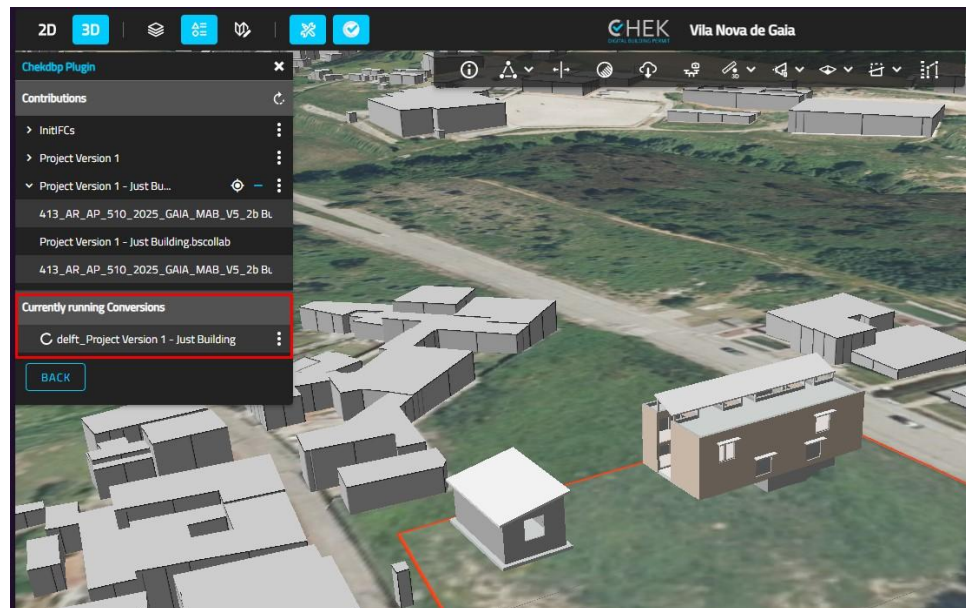 2D 3D
CHEK
DIGITAL BUILDING PERMIT
Vila Nova de Gaia
Chekdbp Plugin
3D
Contributions
InitIFCs
Project Version 1
Project Version 1 - Just Bu...
413_AR_AP_510_2025_GAIA_MAB_V5_2b Bu
Project Version 1 - Just Building.bscollab
413_AR_AP_510_2025_GAIA_MAB_V5_2b Bu
Currently running Conversions
delft_Project Version 1 - Just Building
BACK